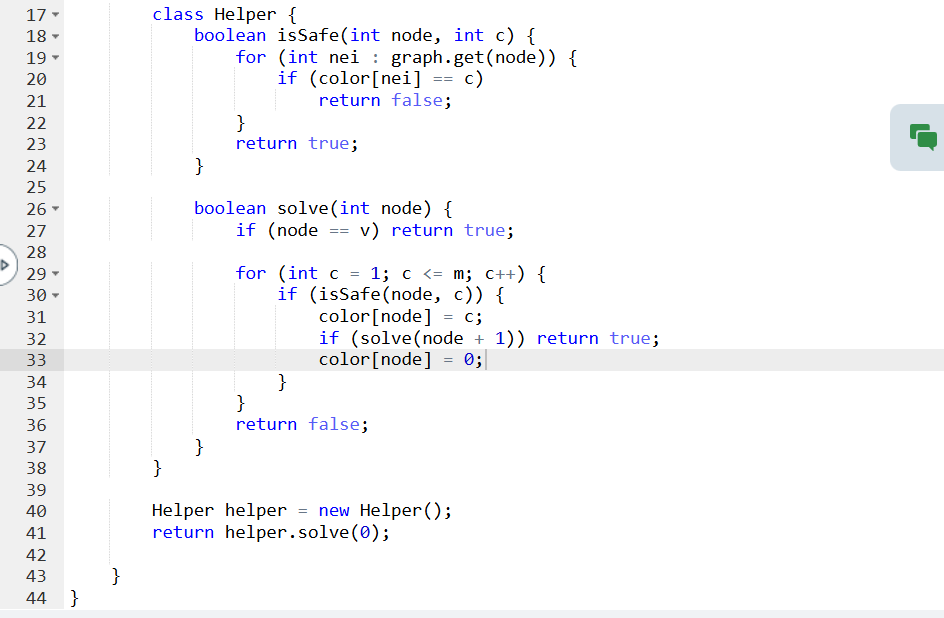 17 class Helper {
18 boolean isSafe(int node, int c) {
19 for (int nei : graph.get(node)) {
20 if (color[nei] == c)
21 return false;
22 }
23 return true;
24 }
25
26 boolean solve(int node) {
27 if (node == v) return true;
28
29 for (int c = 1; c <= m; c++) {
30 if (isSafe(node, c)) {
31 color[node] = c;
32 if (solve(node + 1)) return true;
33 color[node] = 0;
34 }
35 }
36 return false;
37 }
38 }
39
40 Helper helper = new Helper();
41 return helper.solve(0);
42
43 }
44 }